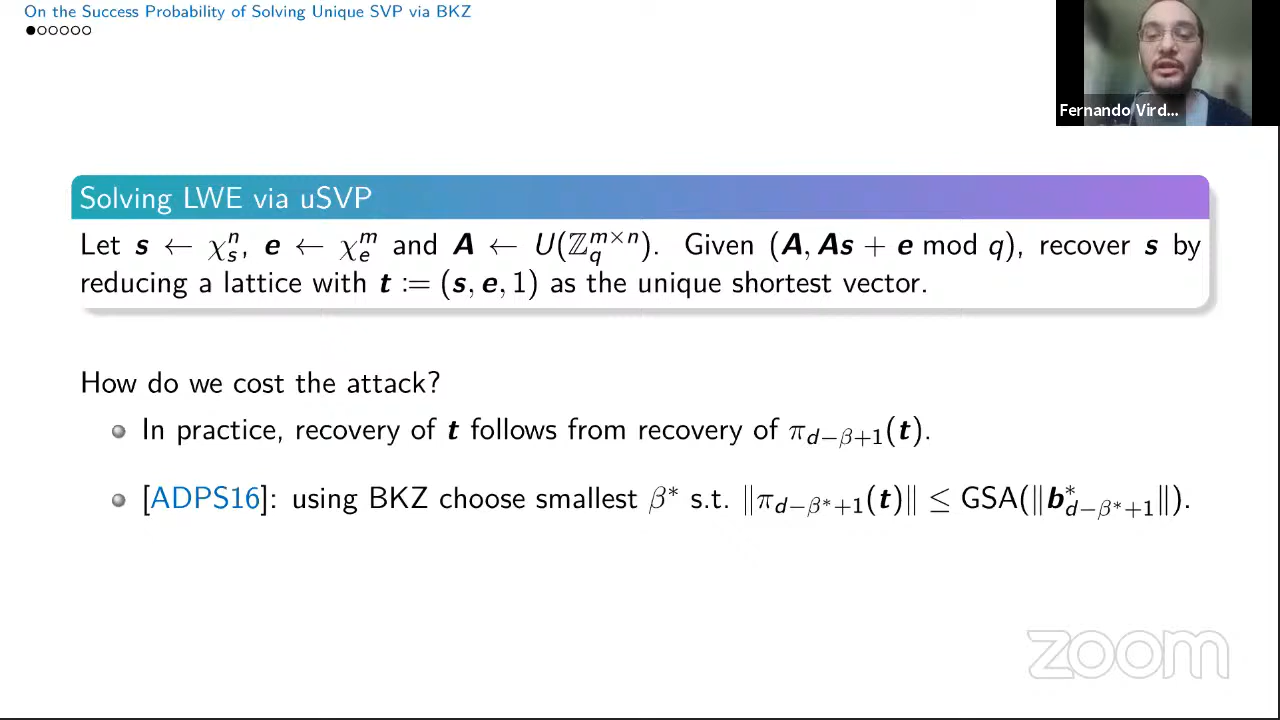 On the Success Probability of Solving Unique SVP via BKZ
Fernando Vird...
Solving LWE via uSVP
Let s ← χ_s^n, e ← χ_e^m and A ← U(ℤ_q^{m×n}). Given (A, As + e mod q), recover s by
reducing a lattice with t := (s, e, 1) as the unique shortest vector.
How do we cost the attack?
In practice, recovery of t follows from recovery of π_{d−β+1}(t).
[ADPS16]: using BKZ choose smallest β* s.t. ‖π_{d−β*+1}(t)‖ ≤ GSA(‖b*_{d−β*+1}‖).
zoom